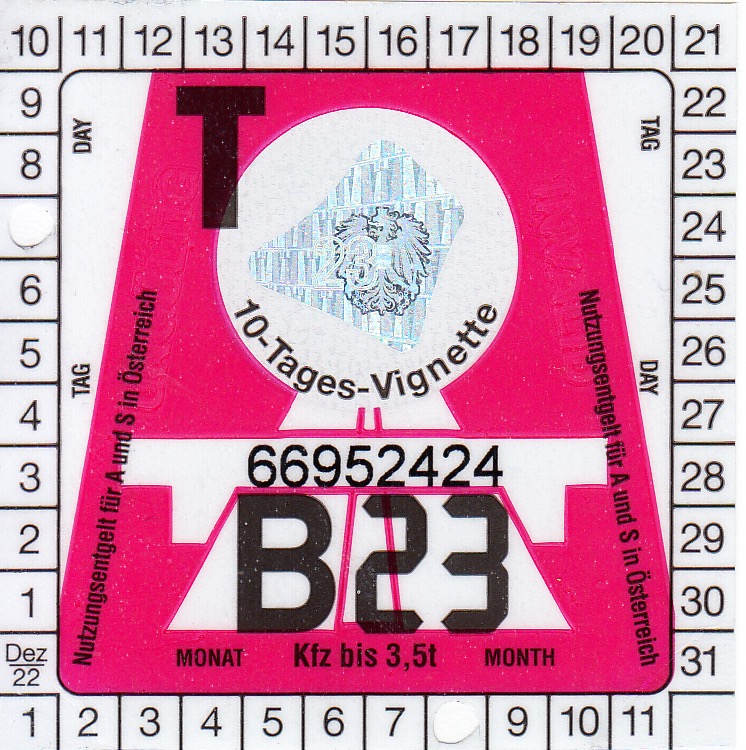 10 11 12 13 14 15 16 17 18 19 20 21
9 DAY TAG 22
T
8 23
24
6 25
10-Tages-Vignette
23
5 TAG DAY 26
4 27
Nutzungsentgelt für A und S in Österreich
Nutzungsentgelt für A und S in Österreich
66952424
3 28
B23
2 29
1 30
MONAT Kfz bis 3,5t MONTH
Dez 22 31
1 2 3 4 5 6 7 9 10 11